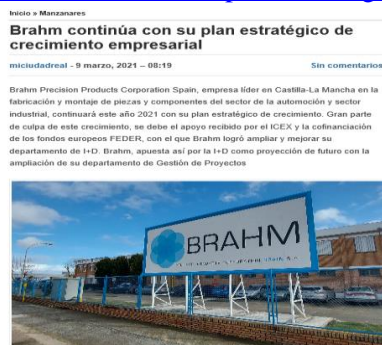 Inicio » Manzanares
Brahm continúa con su plan estratégico de
crecimiento empresarial
miciudadreal - 9 marzo, 2021 – 08:19
Sin comentarios
Brahm Precision Products Corporation Spain, empresa líder en Castilla-La Mancha en la
fabricación y montaje de piezas y componentes del sector de la automoción y sector
industrial, continuará este año 2021 con su plan estratégico de crecimiento. Gran parte
de culpa de este crecimiento, se debe el apoyo recibido por el ICEX y la cofinanciación
de los fondos europeos FEDER, con el que Brahm logró ampliar y mejorar su
departamento de I+D. Brahm, apuesta así por la I+D como proyección de futuro con la
ampliación de su departamento de Gestión de Proyectos
BRAHM